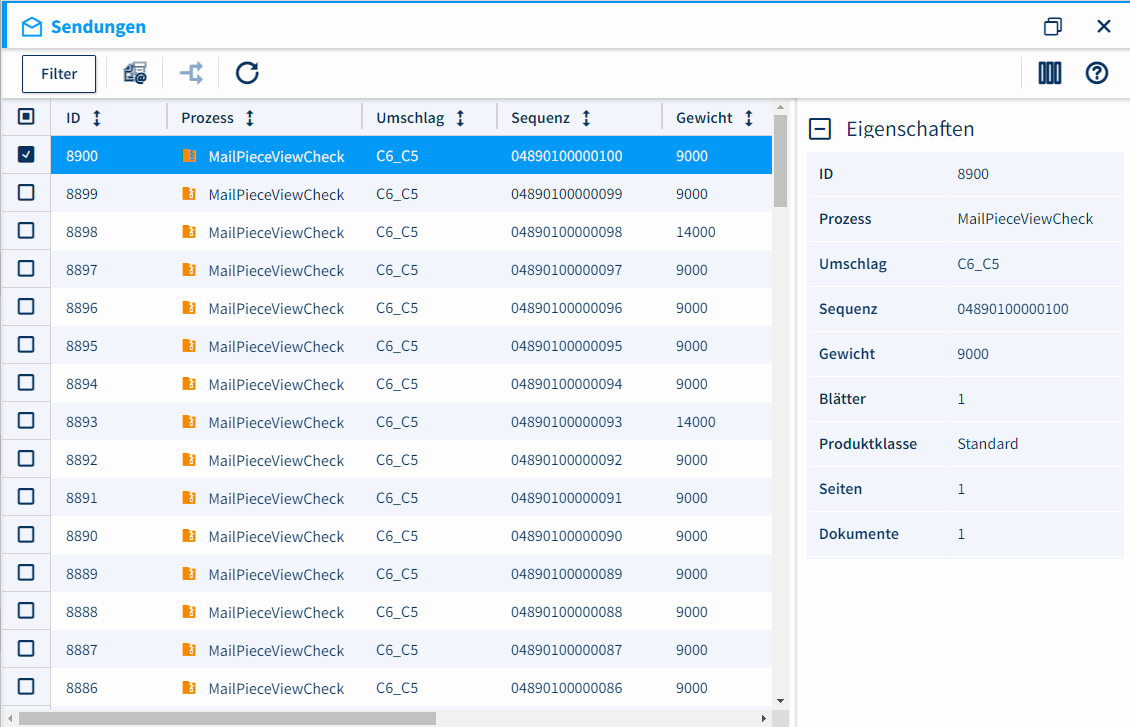 Sendungen
Filter
ID Prozess Umschlag Sequenz Gewicht
8900 MailPieceViewCheck C6_C5 04890100000100 9000
8899 MailPieceViewCheck C6_C5 04890100000099 9000
8898 MailPieceViewCheck C6_C5 04890100000098 14000
8897 MailPieceViewCheck C6_C5 04890100000097 9000
8896 MailPieceViewCheck C6_C5 04890100000096 9000
8895 MailPieceViewCheck C6_C5 04890100000095 9000
8894 MailPieceViewCheck C6_C5 04890100000094 9000
8893 MailPieceViewCheck C6_C5 04890100000093 14000
8892 MailPieceViewCheck C6_C5 04890100000092 9000
8891 MailPieceViewCheck C6_C5 04890100000091 9000
8890 MailPieceViewCheck C6_C5 04890100000090 9000
8889 MailPieceViewCheck C6_C5 04890100000089 9000
8888 MailPieceViewCheck C6_C5 04890100000088 9000
8887 MailPieceViewCheck C6_C5 04890100000087 9000
8886 MailPieceViewCheck C6_C5 04890100000086 9000
Eigenschaften
ID 8900
Prozess MailPieceViewCheck
Umschlag C6_C5
Sequenz 04890100000100
Gewicht 9000
Blätter 1
Produktklasse Standard
Seiten 1
Dokumente 1